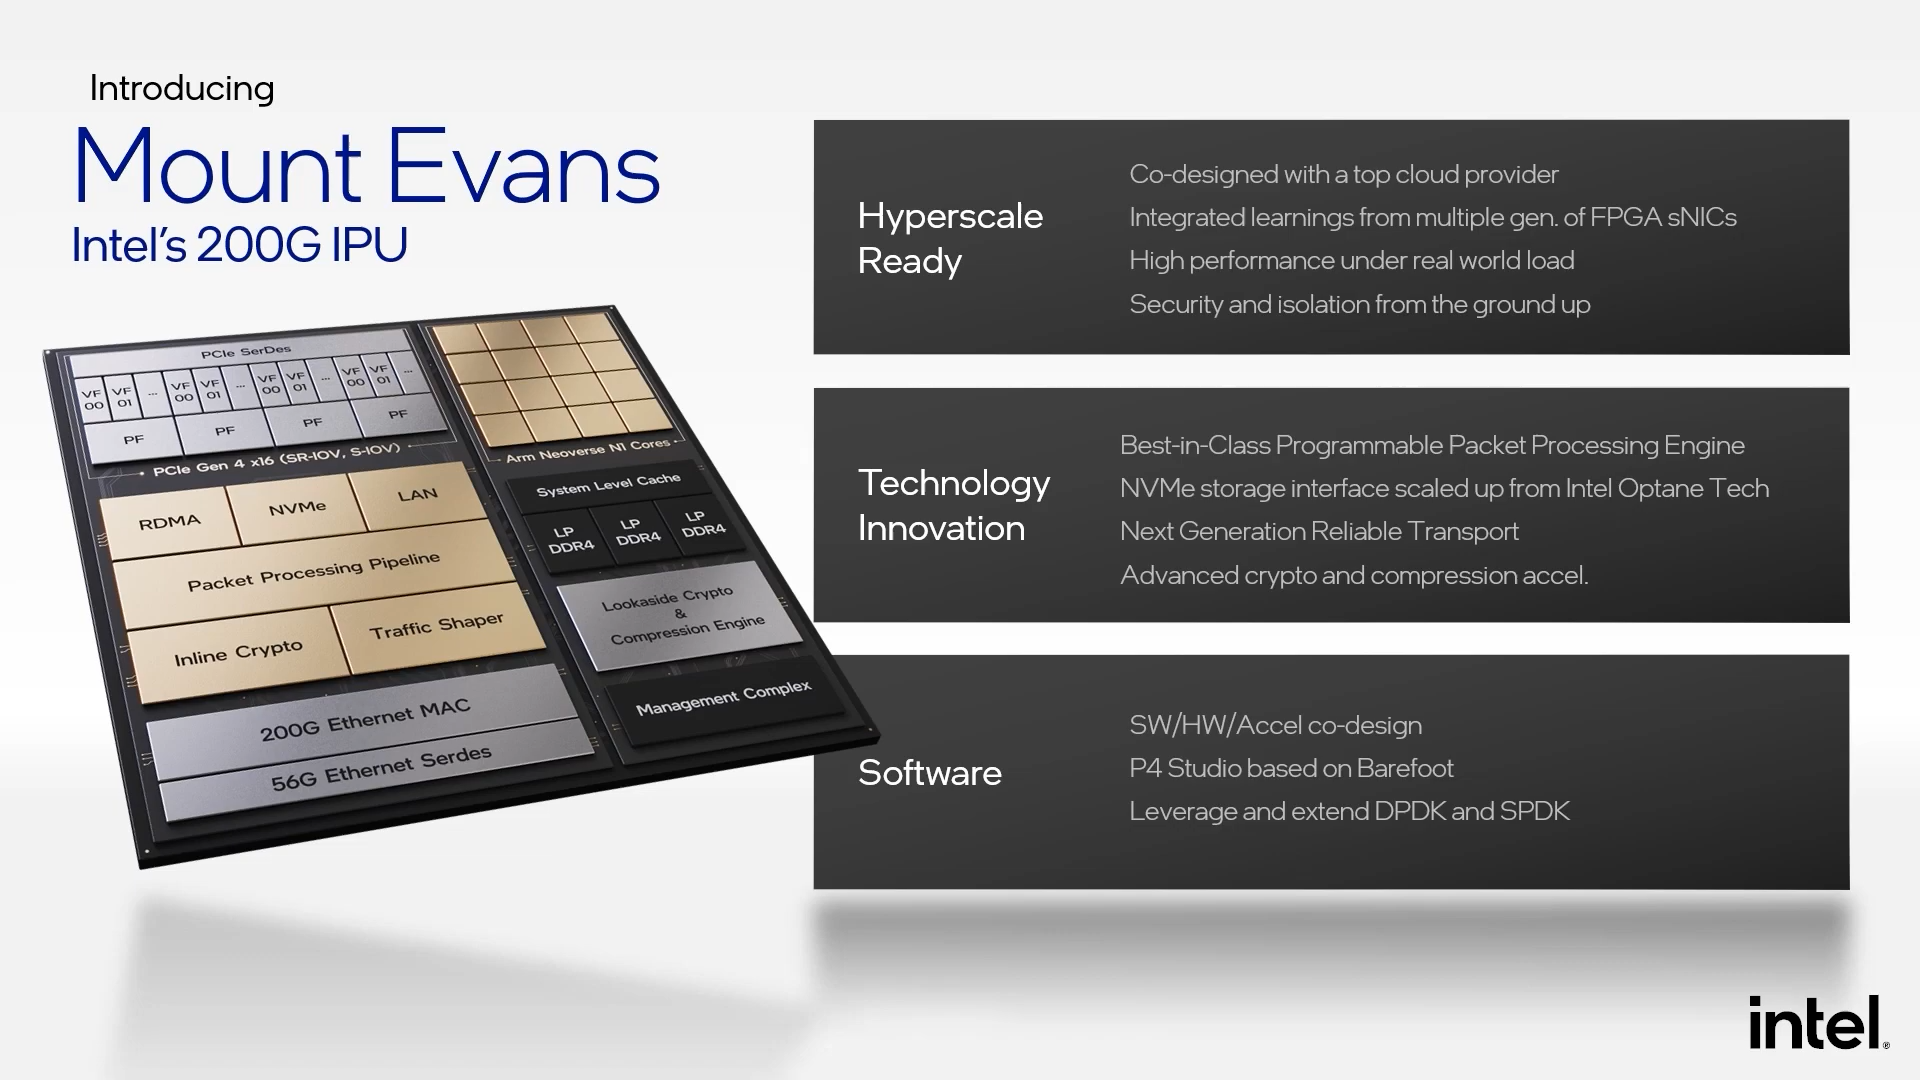 Introducing
Mount Evans
Intel's 200G IPU
PCIe SerDes
VF 00
VF 01
...
VF 00
VF 01
...
VF 00
VF 01
...
VF 00
VF 01
...
PF
PF
PF
PF
PCIe Gen 4 x16 (SR-IOV, S-IOV)
RDMA
NVMe
LAN
Packet Processing Pipeline
Inline Crypto
Traffic Shaper
200G Ethernet MAC
56G Ethernet Serdes
Arm Neoverse N1 Cores
System Level Cache
LP
DDR4
LP
DDR4
LP
DDR4
Lookaside Crypto
&
Compression Engine
Management Complex
Hyperscale
Ready
Co-designed with a top cloud provider
Integrated learnings from multiple gen. of FPGA sNICs
High performance under real world load
Security and isolation from the ground up
Technology
Innovation
Best-in-Class Programmable Packet Processing Engine
NVMe storage interface scaled up from Intel Optane Tech
Next Generation Reliable Transport
Advanced crypto and compression accel.
Software
SW/HW/Accel co-design
P4 Studio based on Barefoot
Leverage and extend DPDK and SPDK
intel®